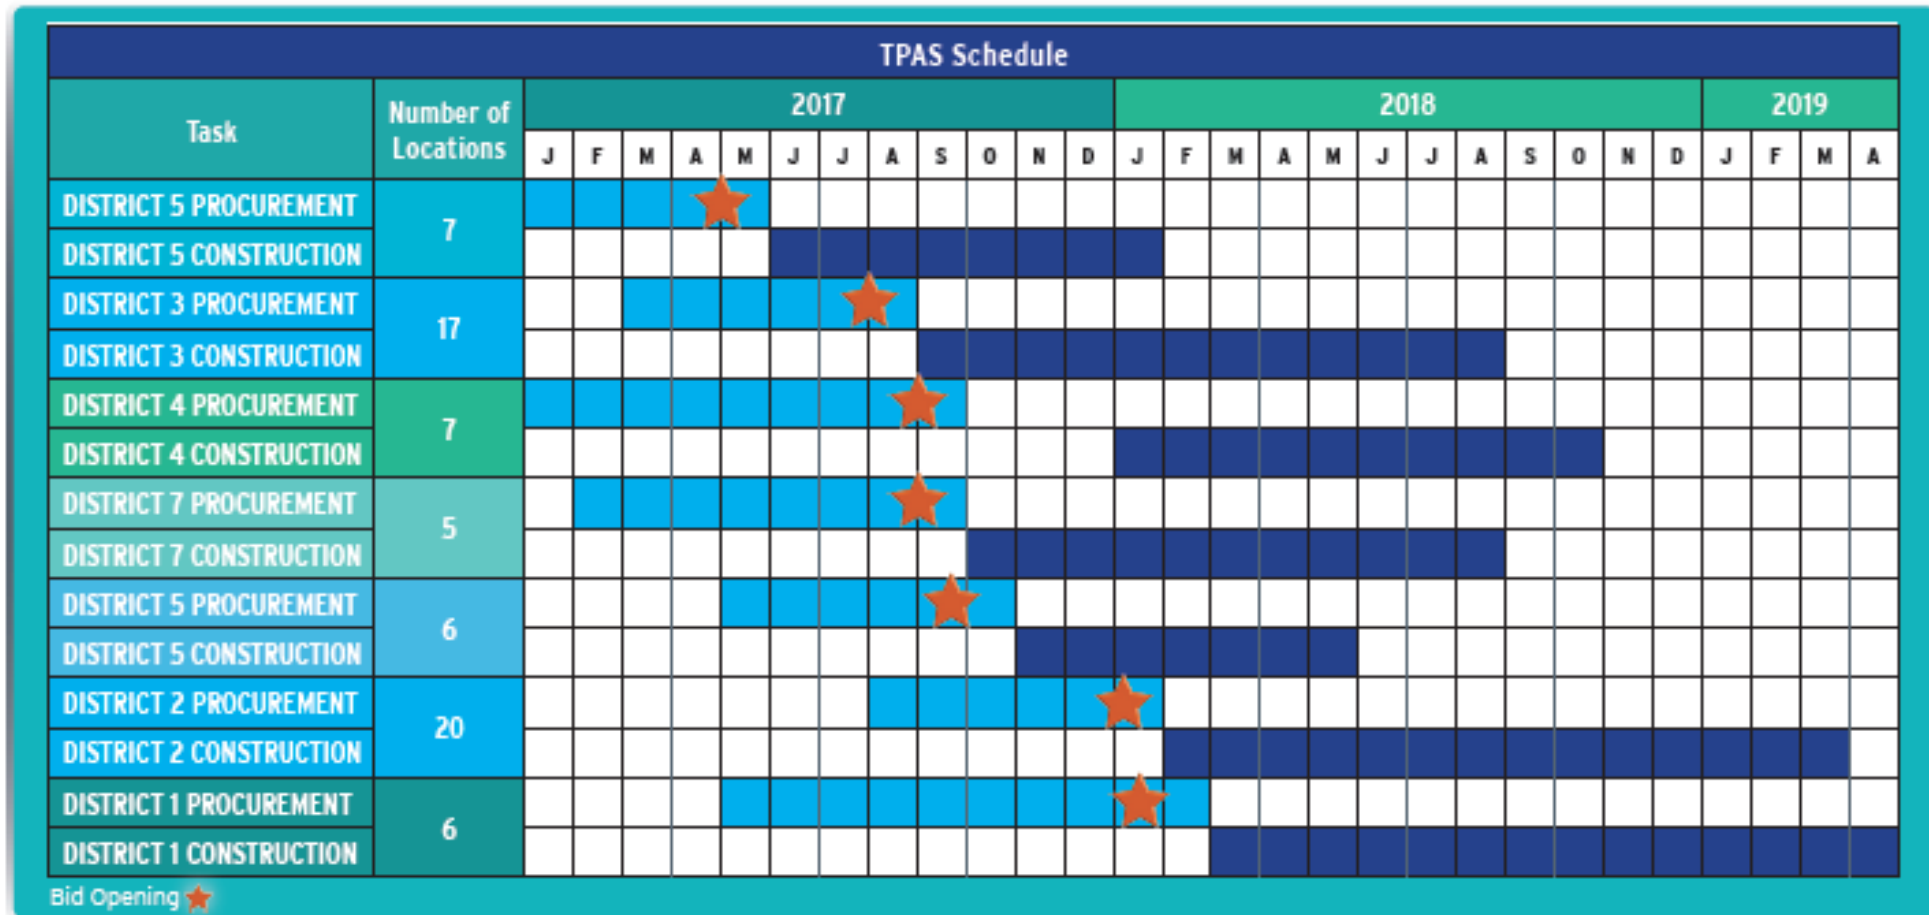 TPAS Schedule
Task
Number of
Locations
2017
2018
2019
J F M A M J J A S O N D J F M A M J J A S O N D J F M A
DISTRICT 5 PROCUREMENT
7
DISTRICT 5 CONSTRUCTION
DISTRICT 3 PROCUREMENT
17
DISTRICT 3 CONSTRUCTION
DISTRICT 4 PROCUREMENT
7
DISTRICT 4 CONSTRUCTION
DISTRICT 7 PROCUREMENT
5
DISTRICT 7 CONSTRUCTION
DISTRICT 5 PROCUREMENT
6
DISTRICT 5 CONSTRUCTION
DISTRICT 2 PROCUREMENT
20
DISTRICT 2 CONSTRUCTION
DISTRICT 1 PROCUREMENT
6
DISTRICT 1 CONSTRUCTION
Bid Opening